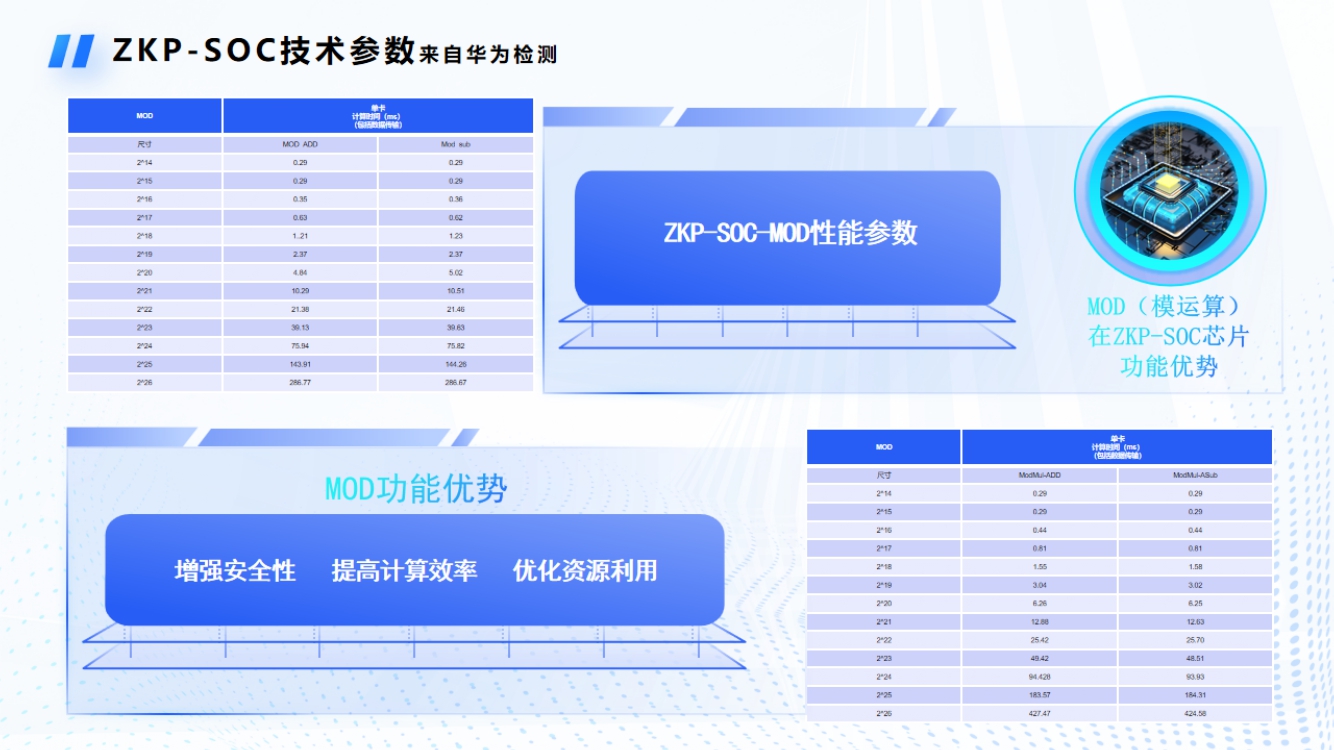 ZKP-SOC技术参数来自华为检测
MOD 单卡
计算时间（ms）
（包括数据传输）
尺寸 MOD ADD Mod sub
2^14 0.29 0.29
2^15 0.29 0.29
2^16 0.35 0.36
2^17 0.63 0.62
2^18 1.21 1.23
2^19 2.37 2.37
2^20 4.84 5.02
2^21 10.29 10.51
2^22 21.38 21.46
2^23 39.13 39.63
2^24 75.94 75.82
2^25 143.91 144.26
2^26 286.77 286.67
ZKP-SOC-MOD性能参数
MOD（模运算）
在ZKP-SOC芯片
功能优势
MOD功能优势
增强安全性 提高计算效率 优化资源利用
MOD 单卡
计算时间（ms）
（包括数据传输）
尺寸 ModMul-ADD ModMul-ASub
2^14 0.29 0.29
2^15 0.29 0.29
2^16 0.44 0.44
2^17 0.81 0.81
2^18 1.55 1.58
2^19 3.04 3.02
2^20 6.26 6.25
2^21 12.88 12.63
2^22 25.42 25.70
2^23 49.42 48.51
2^24 94.428 93.93
2^25 183.57 184.31
2^26 427.47 424.58